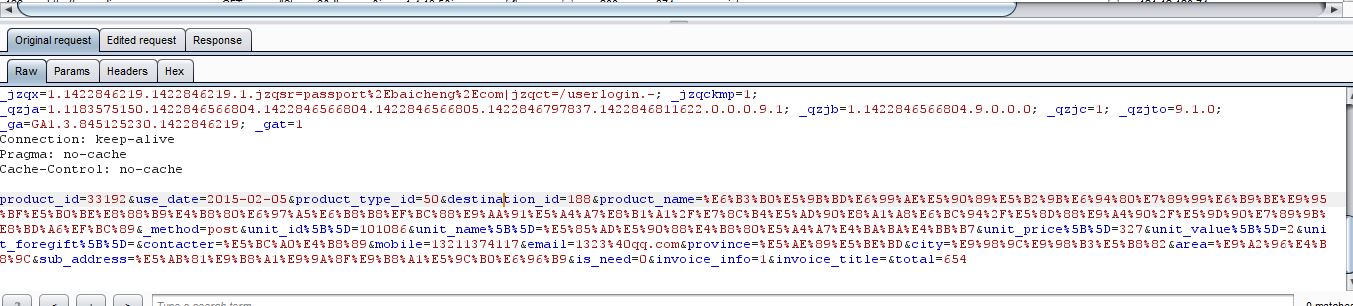 Original request Edited request Response
Raw Params Headers Hex
_jzqx=1.1422846219.1422846219.1.jzqsr=passport%2Ebaicheng%2Ecom|jzqct=/userlogin.-; _jzqckmp=1;
_qzja=1.1183575150.1422846566804.1422846566804.1422846566805.1422846797837.1422846811622.0.0.0.9.1; _qzjb=1.1422846566804.9.0.0.0; _qzjc=1; _qzjto=9.1.0;
_ga=GA1.3.845125230.1422846219; _gat=1
Connection: keep-alive
Pragma: no-cache
Cache-Control: no-cache
product_id=33192&use_date=2015-02-05&product_type_id=50&destination_id=188&product_name=%E6%B3%B0%E5%9B%BD%E6%99%AE%E5%90%89%E5%B2%9B%E6%94%80%E7%89%99%E6%B9%BE%E9%95
%BF%E5%B0%BE%E8%88%B9%E4%B8%80%E6%97%A5%E6%B8%B8%EF%BC%88%E9%AA%91%E5%A4%A7%E8%B1%A1%2F%E7%8C%B4%E5%AD%90%E8%A1%A8%E6%BC%94%2F%E5%8D%88%E9%A4%90%2F%E5%9D%90%E7%89%9B%
E8%BD%A6%EF%BC%89&_method=post&unit_id%5B%5D=101086&unit_name%5B%5D=%E5%85%AD%E5%90%88%E4%B8%80%E5%A4%A7%E4%BA%BA%E4%BB%B7&unit_price%5B%5D=327&unit_value%5B%5D=2&uni
t_foregift%5B%5D=&contacter=%E5%BC%A0%E4%B8%89&mobile=13211374117&email=1323%40qq.com&province=%E5%AE%89%E5%BE%BD&city=%E9%98%9C%E9%98%B3%E5%B8%82&area=%E9%A2%96%E4%B
8%9C&sub_address=%E5%AB%81%E9%B8%A1%E9%9A%8F%E9%B8%A1%E5%9C%B0%E6%96%B9&is_need=0&invoice_info=1&invoice_title=&total=654
Type a search term